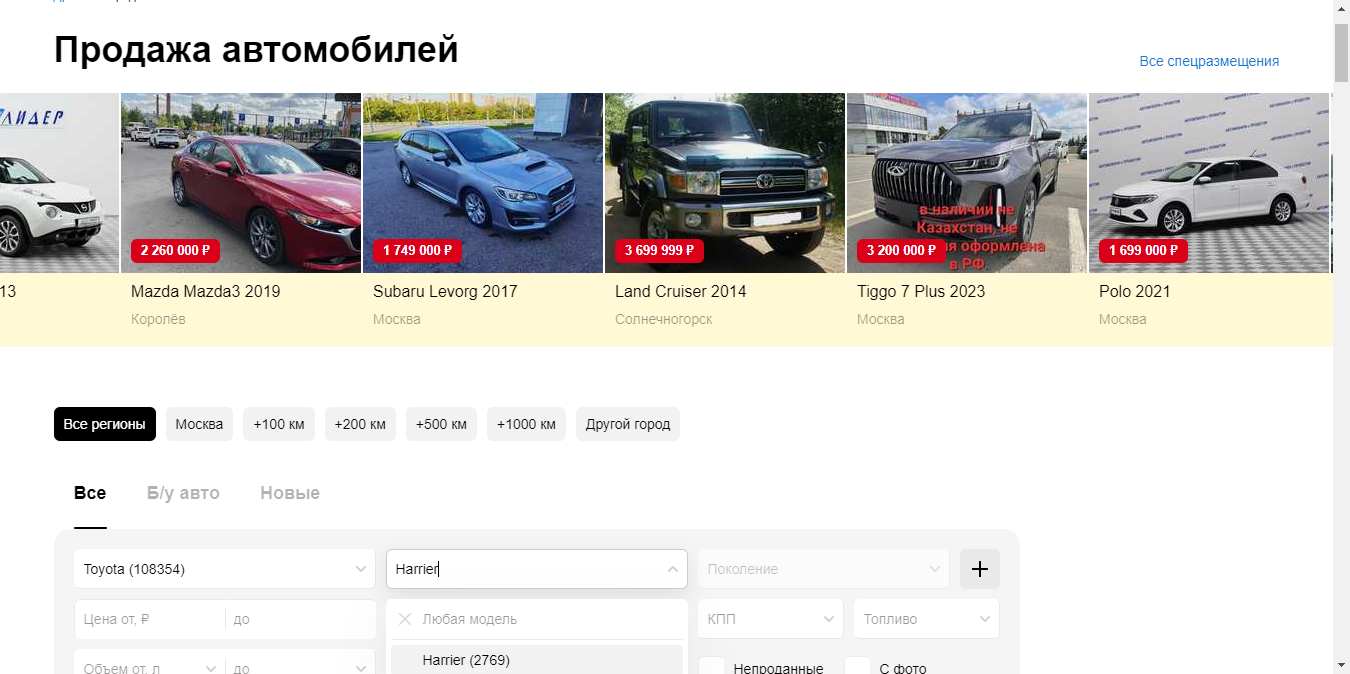 Продажа автомобилей
Все спецразмещения
ЛИДЕР
в наличии не
Казахстан, не
оформлена
в РФ.
2 260 000 ₽
1 749 000 ₽
3 699 999 ₽
3 200 000 ₽
1 699 000 ₽
13
Mazda Mazda3 2019
Subaru Levorg 2017
Land Cruiser 2014
Tiggo 7 Plus 2023
Polo 2021
Королёв
Москва
Солнечногорск
Москва
Москва
Все регионы
Москва
+100 км
+200 км
+500 км
+1000 км
Другой город
Все
Б/у авто
Новые
Toyota (108354)
Harrier
Поколение
Цена от, ₽
до
Любая модель
КПП
Топливо
Объем от, л
до
Harrier (2769)
Непроданные
С фото